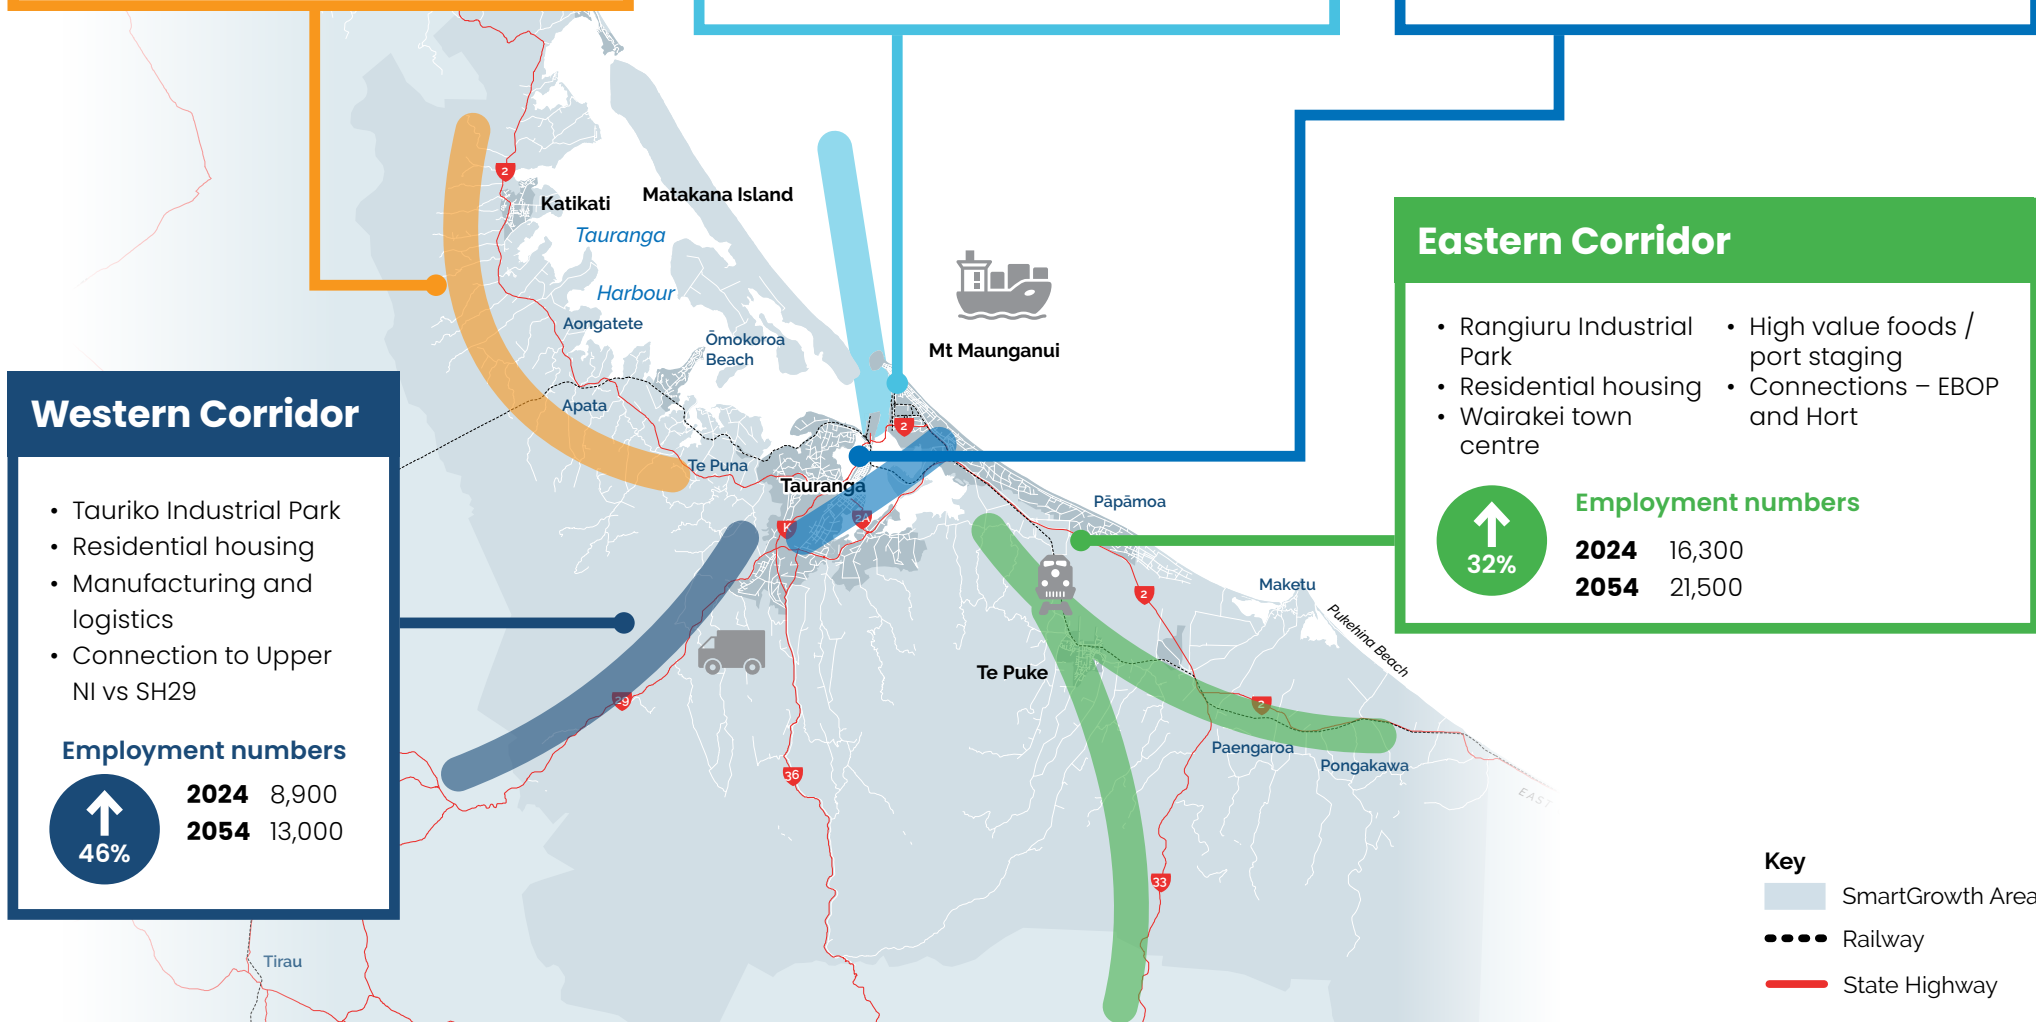 Katikati
Matakana Island
Tauranga
Harbour
Aongatete
Ōmokoroa
Beach
Apata
Te Puna
Tauranga
Mt Maunganui
Pāpāmoa
Maketu
Pukehina Beach
Te Puke
Paengaroa
Pongakawa
Tirau
2
2
K
2A
2
29
2
36
33
EAST
Western Corridor
• Tauriko Industrial Park
• Residential housing
• Manufacturing and
logistics
• Connection to Upper
NI vs SH29
Employment numbers
46%
2024 8,900
2054 13,000
Eastern Corridor
• Rangiuru Industrial
Park
• Residential housing
• Wairakei town
centre
• High value foods /
port staging
• Connections – EBOP
and Hort
Employment numbers
32%
2024 16,300
2054 21,500
Key
SmartGrowth Area
Railway
State Highway